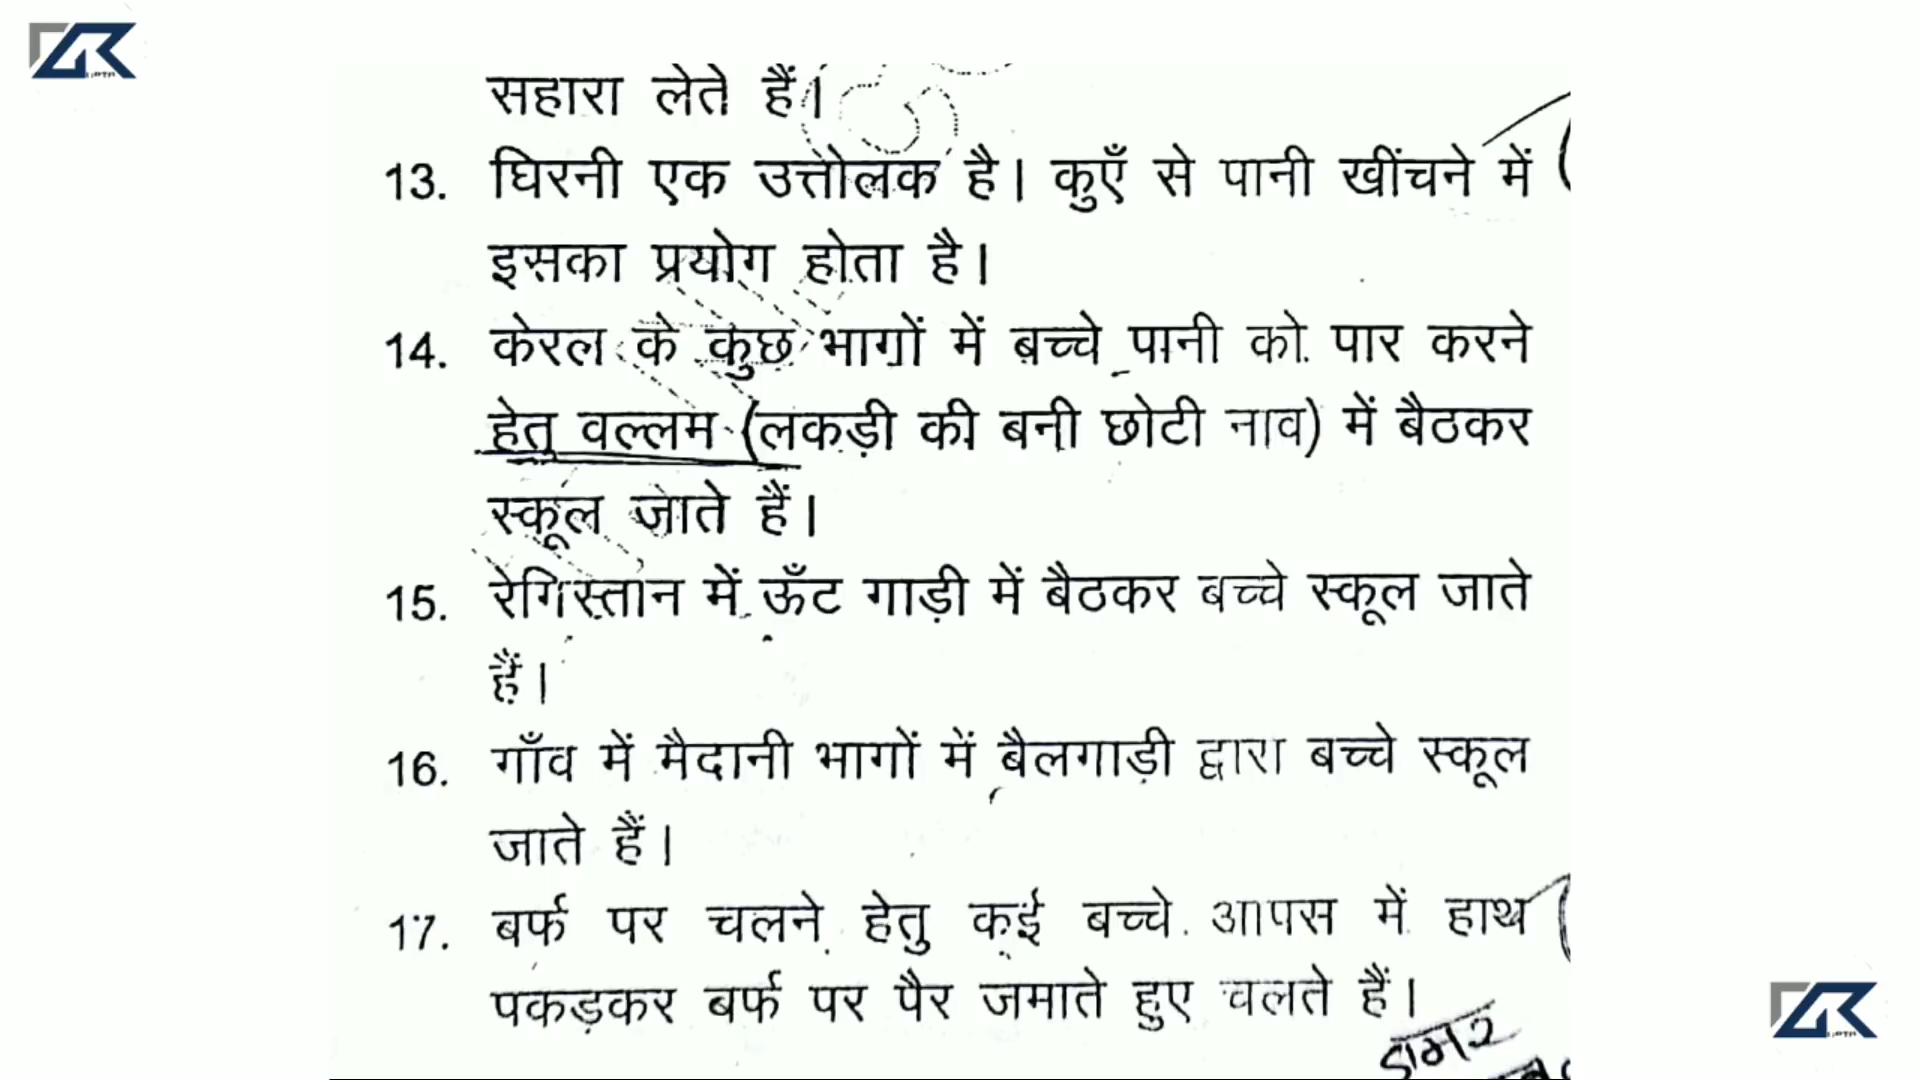 सहारा लेते हैं।
13. घिरनी एक उत्तोलक है। कुएँ से पानी खींचने में
इसका प्रयोग होता है।
14. केरल के कुछ भागों में बच्चे पानी को पार करने
हेतु वल्लम (लकड़ी की बनी छोटी नाव) में बैठकर
स्कूल जाते हैं।
15. रेगिस्तान में ऊँट गाड़ी में बैठकर बच्चे स्कूल जाते
हैं।
16. गाँव में मैदानी भागों में बैलगाड़ी द्वारा बच्चे स्कूल
जाते हैं।
17. बर्फ पर चलने हेतु कई बच्चे आपस में हाथ
पकड़कर बर्फ पर पैर जमाते हुए चलते हैं।